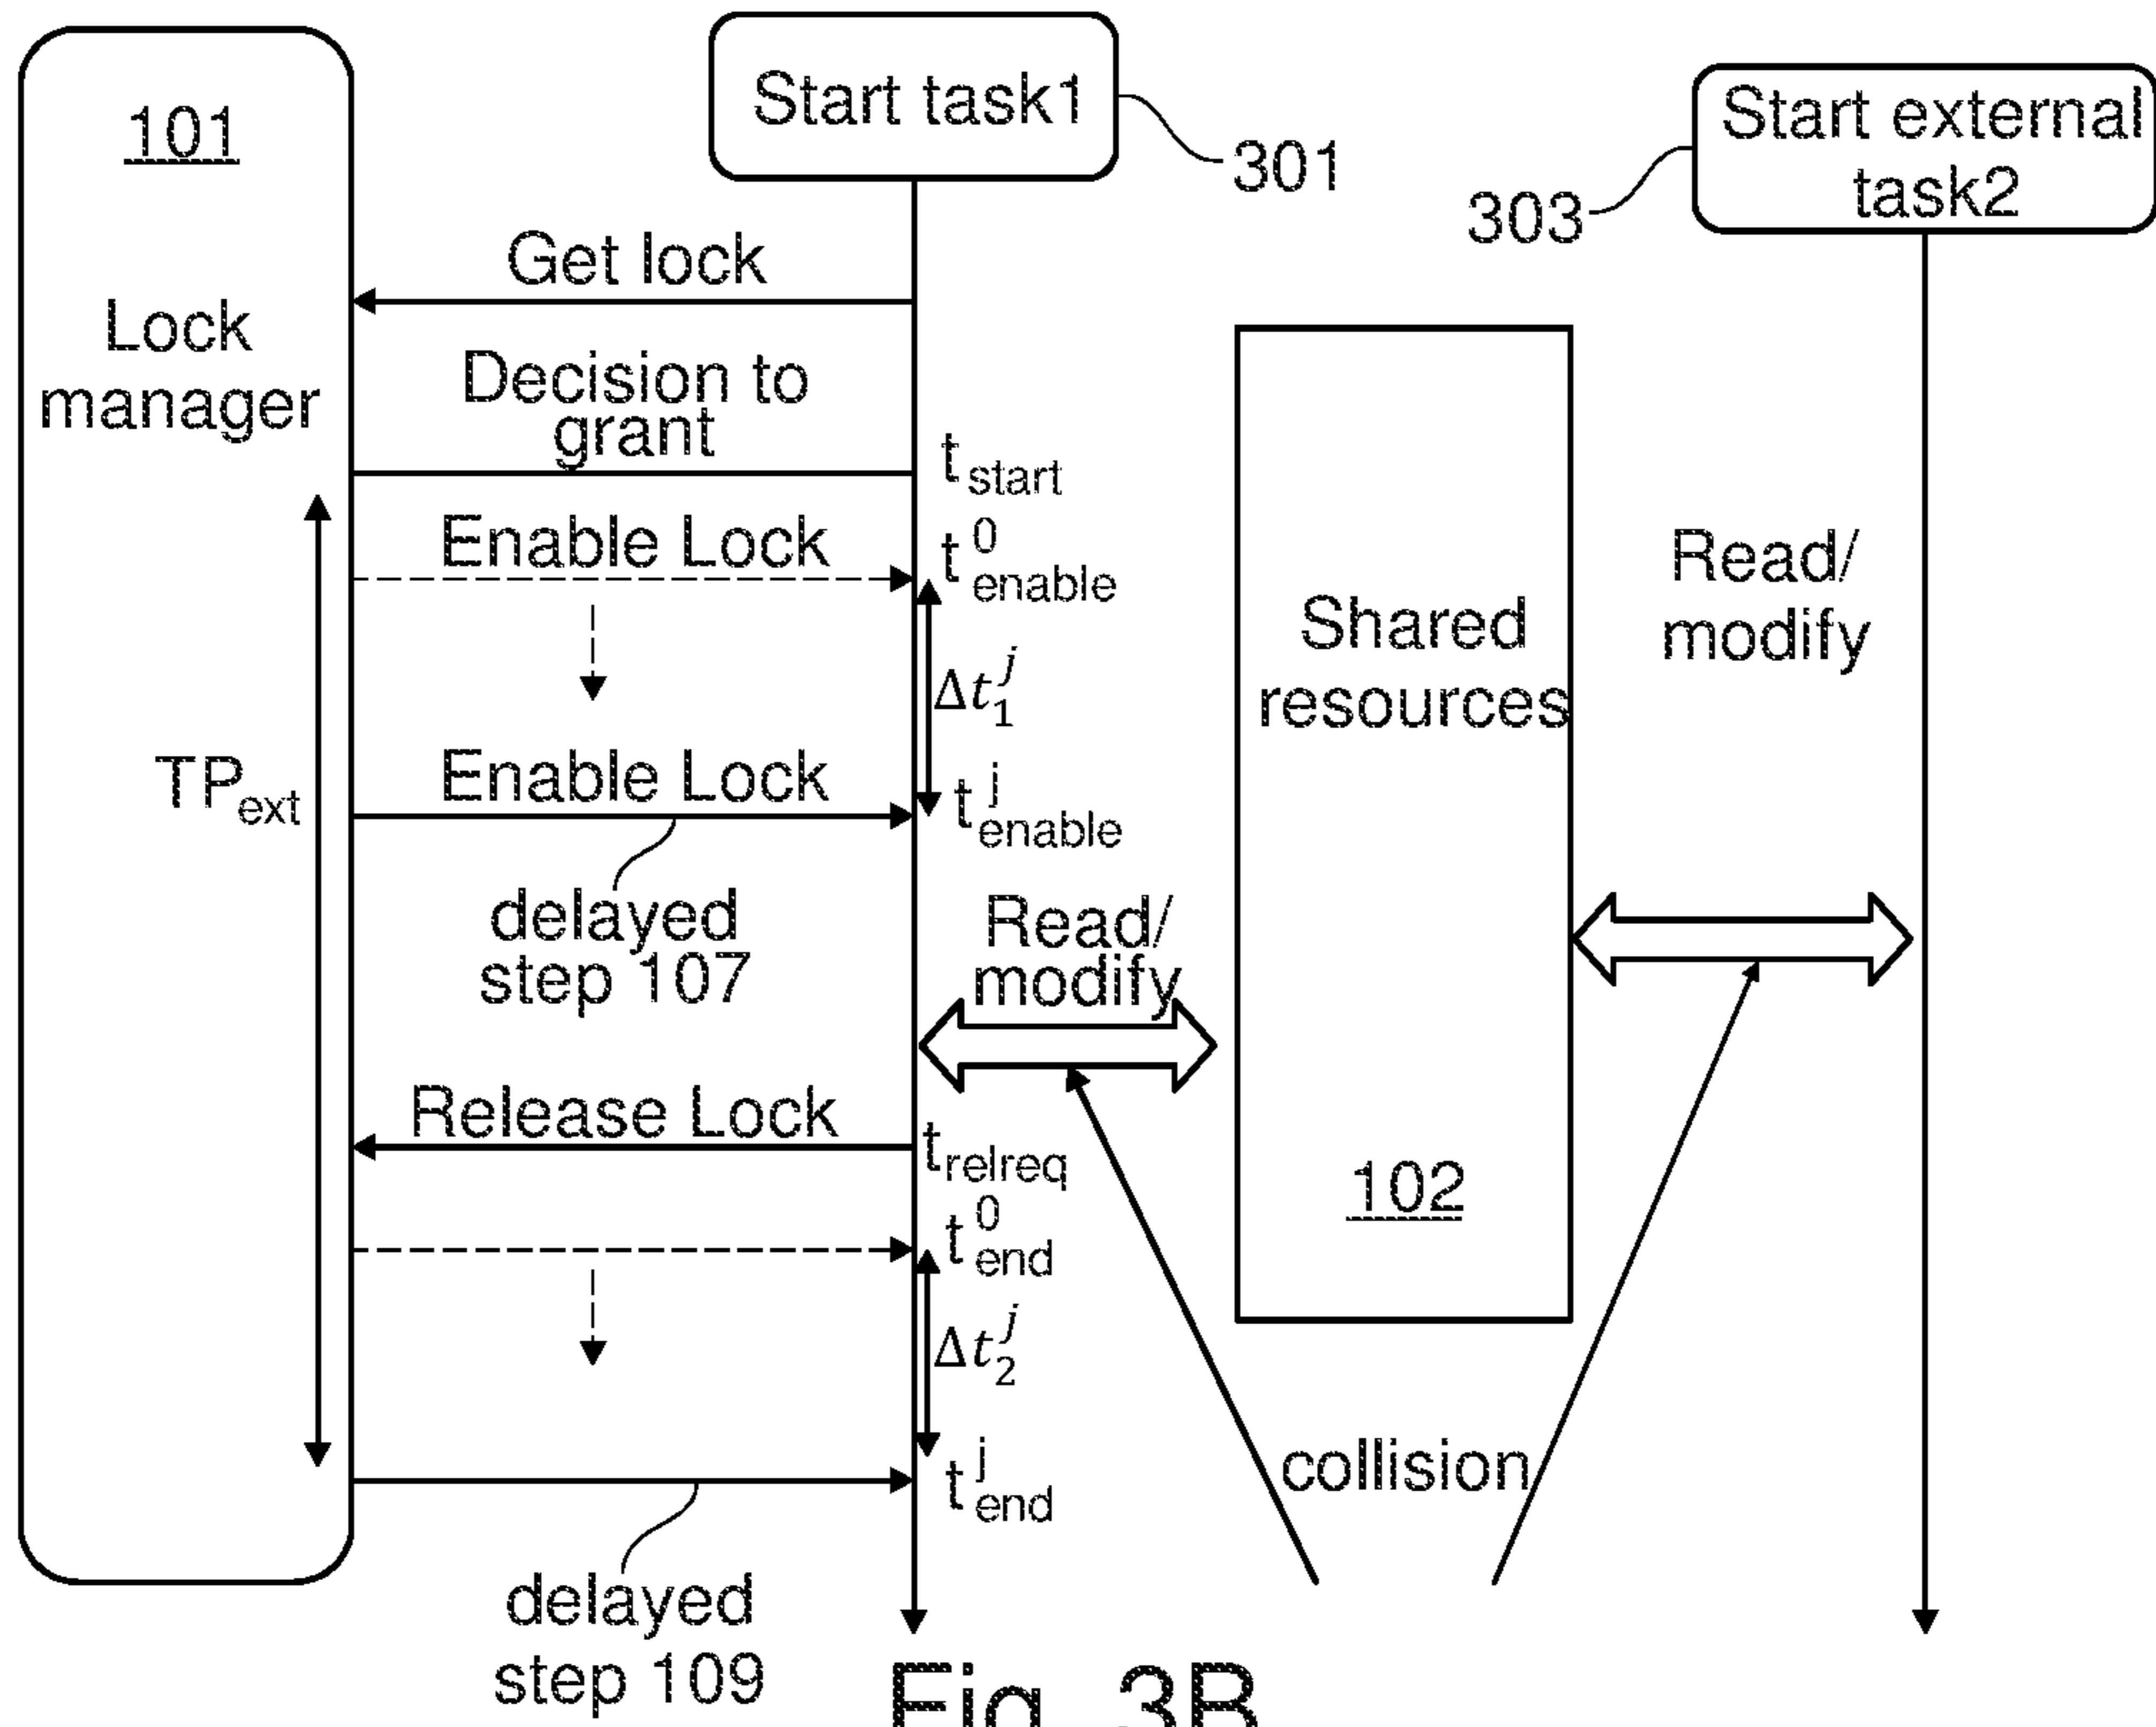 101
Lock
manager
Start task1
301
Start external
task2
303
Get lock
Decision to
grant
t start
Enable Lock
t 0 enable
Δt 1 j
TP ext
Enable Lock
t j enable
delayed
step 107
Read/
modify
Shared
resources
102
Read/
modify
Release Lock
t relreq
t 0 end
Δt 2 j
t j end
collision
delayed
step 109
Fig. 3B